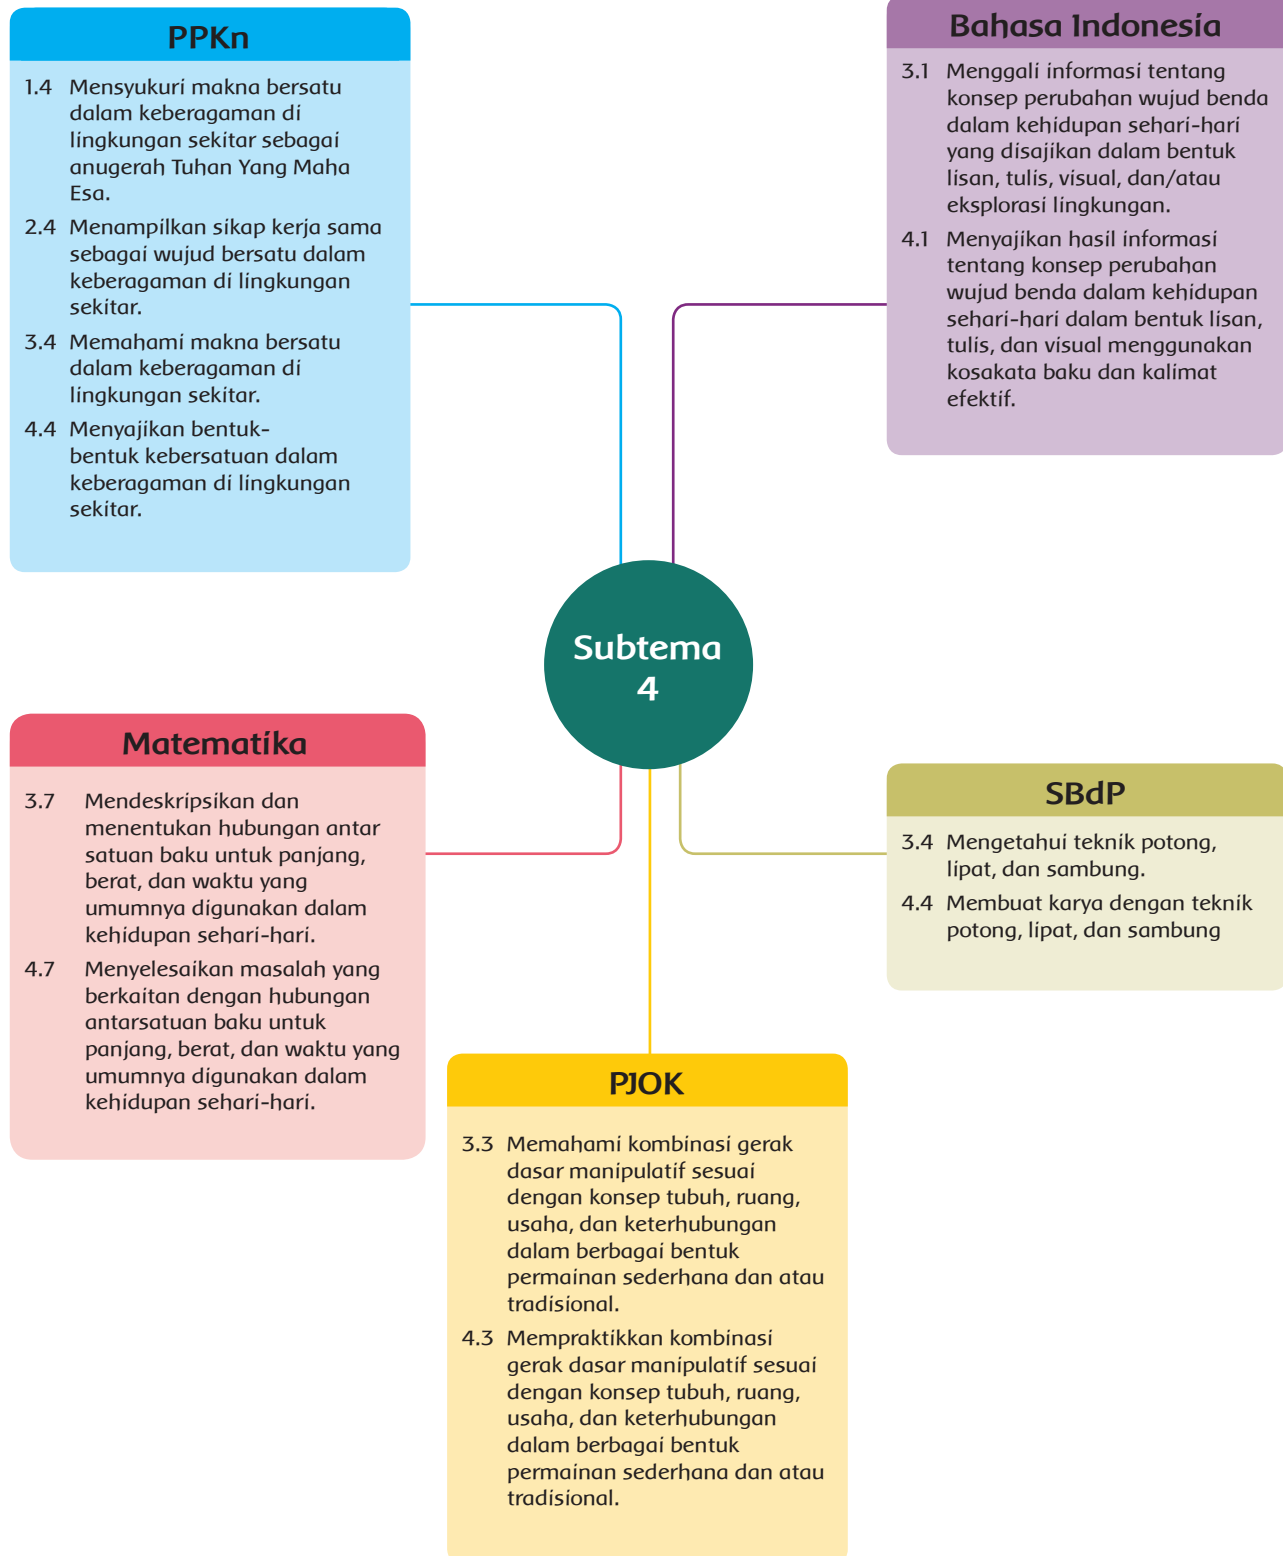 PPKn
1.4 Mensyukuri makna bersatu
dalam keberagaman di
lingkungan sekitar sebagai
anugerah Tuhan Yang Maha
Esa.
2.4 Menampilkan sikap kerja sama
sebagai wujud bersatu dalam
keberagaman di lingkungan
sekitar.
3.4 Memahami makna bersatu
dalam keberagaman di
lingkungan sekitar.
4.4 Menyajikan bentuk-
bentuk kebersatuan dalam
keberagaman di lingkungan
sekitar.
Bahasa Indonesia
3.1 Menggali informasi tentang
konsep perubahan wujud benda
dalam kehidupan sehari-hari
yang disajikan dalam bentuk
lisan, tulis, visual, dan/atau
eksplorasi lingkungan.
4.1 Menyajikan hasil informasi
tentang konsep perubahan
wujud benda dalam kehidupan
sehari-hari dalam bentuk lisan,
tulis, dan visual menggunakan
kosakata baku dan kalimat
efektif.
Subtema
4
Matematika
3.7 Mendeskripsikan dan
menentukan hubungan antar
satuan baku untuk panjang,
berat, dan waktu yang
umumnya digunakan dalam
kehidupan sehari-hari.
4.7 Menyelesaikan masalah yang
berkaitan dengan hubungan
antarsatuan baku untuk
panjang, berat, dan waktu yang
umumnya digunakan dalam
kehidupan sehari-hari.
SBdP
3.4 Mengetahui teknik potong,
lipat, dan sambung.
4.4 Membuat karya dengan teknik
potong, lipat, dan sambung
PJOK
3.3 Memahami kombinasi gerak
dasar manipulatif sesuai
dengan konsep tubuh, ruang,
usaha, dan keterhubungan
dalam berbagai bentuk
permainan sederhana dan atau
tradisional.
4.3 Mempraktikkan kombinasi
gerak dasar manipulatif sesuai
dengan konsep tubuh, ruang,
usaha, dan keterhubungan
dalam berbagai bentuk
permainan sederhana dan atau
tradisional.